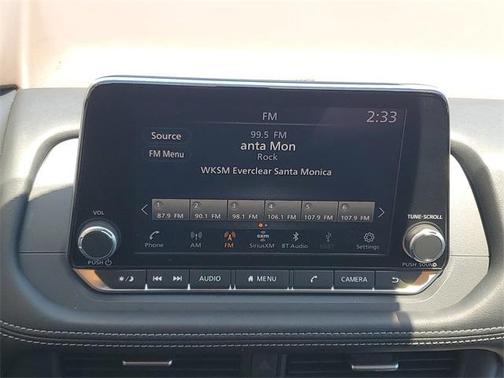 FM
2:33
Source
99.5 FM
anta Mon
FM Menu
Rock
WKSM Everclear Santa Monica
1 2 3 4 5 6
87.9 FM 90.1 FM 98.1 FM 106.1 FM 107.9 FM 107.9 FM
VOL
TUNE·SCROLL
Phone AM FM SiriusXM BT Audio USB1 Settings
sxm
PUSH
PUSH SOUND
AUDIO MENU CAMERA